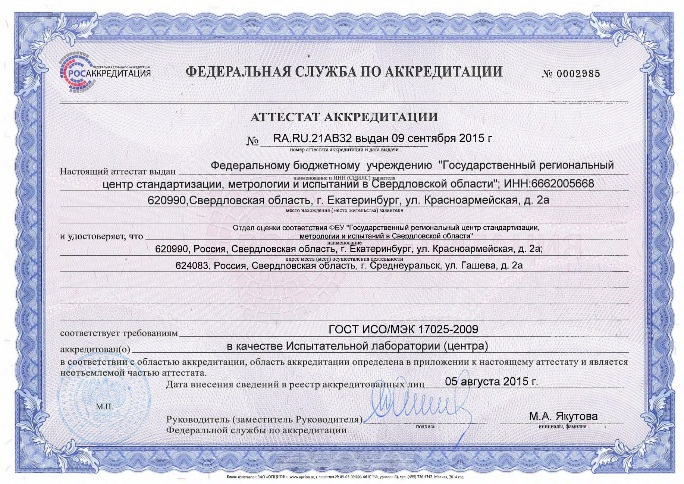 РОСАККРЕДИТАЦИЯ
ФЕДЕРАЛЬНАЯ СЛУЖБА ПО АККРЕДИТАЦИИ
№ 0002985
АТТЕСТАТ АККРЕДИТАЦИИ
№ RA.RU.21АВ32 выдан 09 сентября 2015 г
номер аттестата аккредитации и дата выдачи
Настоящий аттестат выдан Федеральному бюджетному учреждению "Государственный региональный
наименование и ИНН (СНИЛС) заявителя
центр стандартизации, метрологии и испытаний в Свердловской области"; ИНН:6662005668
620990,Свердловская область, г. Екатеринбург, ул. Красноармейская, д. 2а
место нахождения (место жительства) заявителя
и удостоверяет, что Отдел оценки соответствия ФБУ "Государственный региональный центр стандартизации,
метрологии и испытаний в Свердловской области"
наименование
620990, Россия, Свердловская область, г. Екатеринбург, ул. Красноармейская, д. 2а;
адрес места (мест) осуществления деятельности
624083, Россия, Свердловская область, г. Среднеуральск, ул. Гашева, д. 2а
соответствует требованиям ГОСТ ИСО/МЭК 17025-2009
аккредитован(о) в качестве Испытательной лаборатории (центра)
в соответствии с областью аккредитации, область аккредитации определена в приложении к настоящему аттестату и является
неотъемлемой частью аттестата.
Дата внесения сведений в реестр аккредитованных лиц 05 августа 2015 г.
М.П.
Руководитель (заместитель Руководителя)
Федеральной службы по аккредитации
подпись
М.А. Якутова
инициалы, фамилия